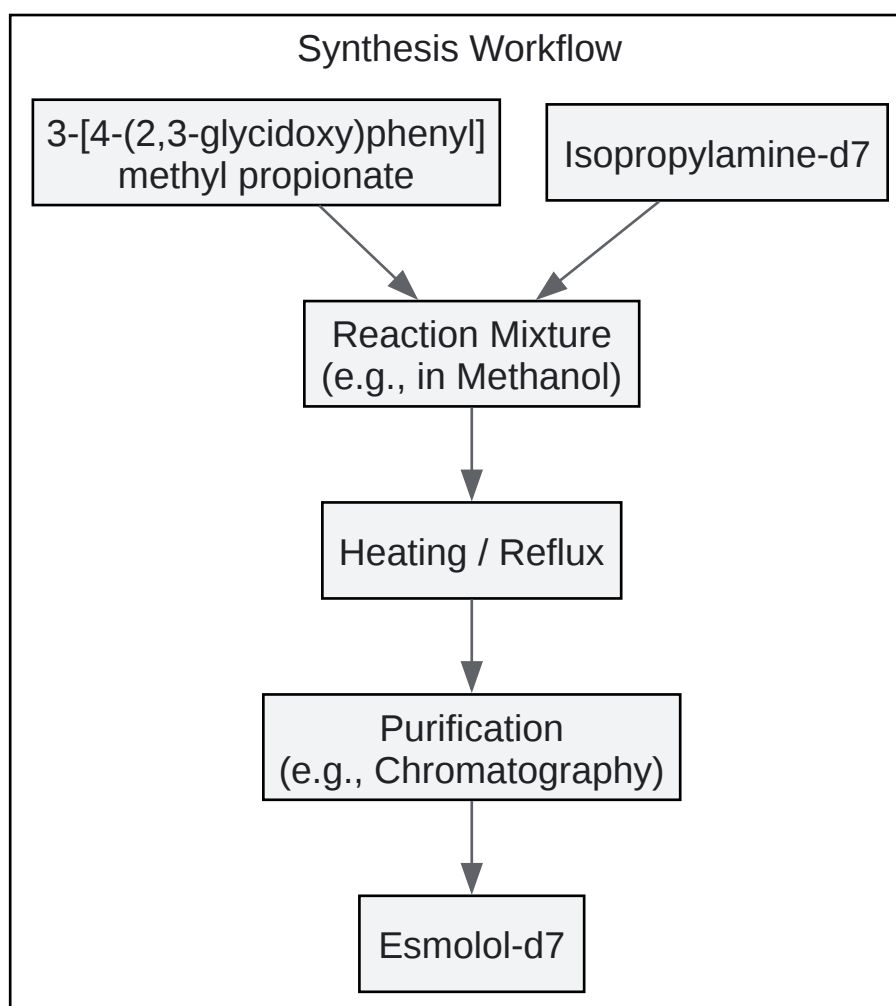 Synthesis Workflow
3-[4-(2,3-glycidoxy)phenyl]
methyl propionate
Isopropylamine-d7
Reaction Mixture
(e.g., in Methanol)
Heating / Reflux
Purification
(e.g., Chromatography)
Esmolol-d7